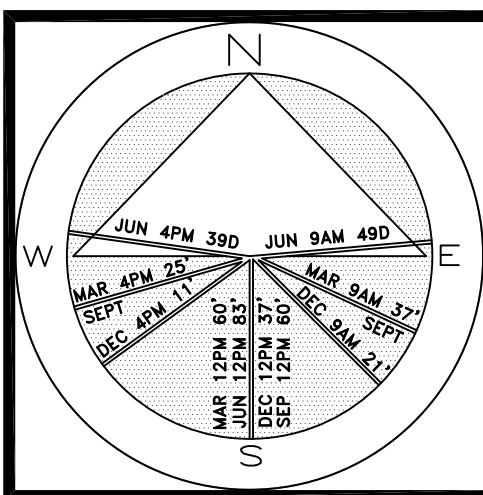 N
JUN 4PM 39D
JUN 9AM 49D
W
E
MAR 4PM 25'
SEPT
DEC 4PM 11'
MAR 9AM 37'
SEPT
DEC 9AM 21'
MAR 12PM 60'
JUN 12PM 83'
DEC 12PM 37'
SEP 12PM 60'
S